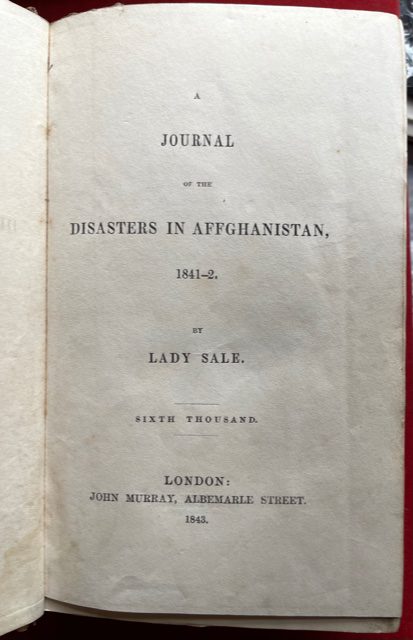 A
JOURNAL
OF THE
DISASTERS IN AFFGHANISTAN,
1841–2.
BY
LADY SALE.
SIXTH THOUSAND.
LONDON:
JOHN MURRAY, ALBEMARLE STREET.
1843.